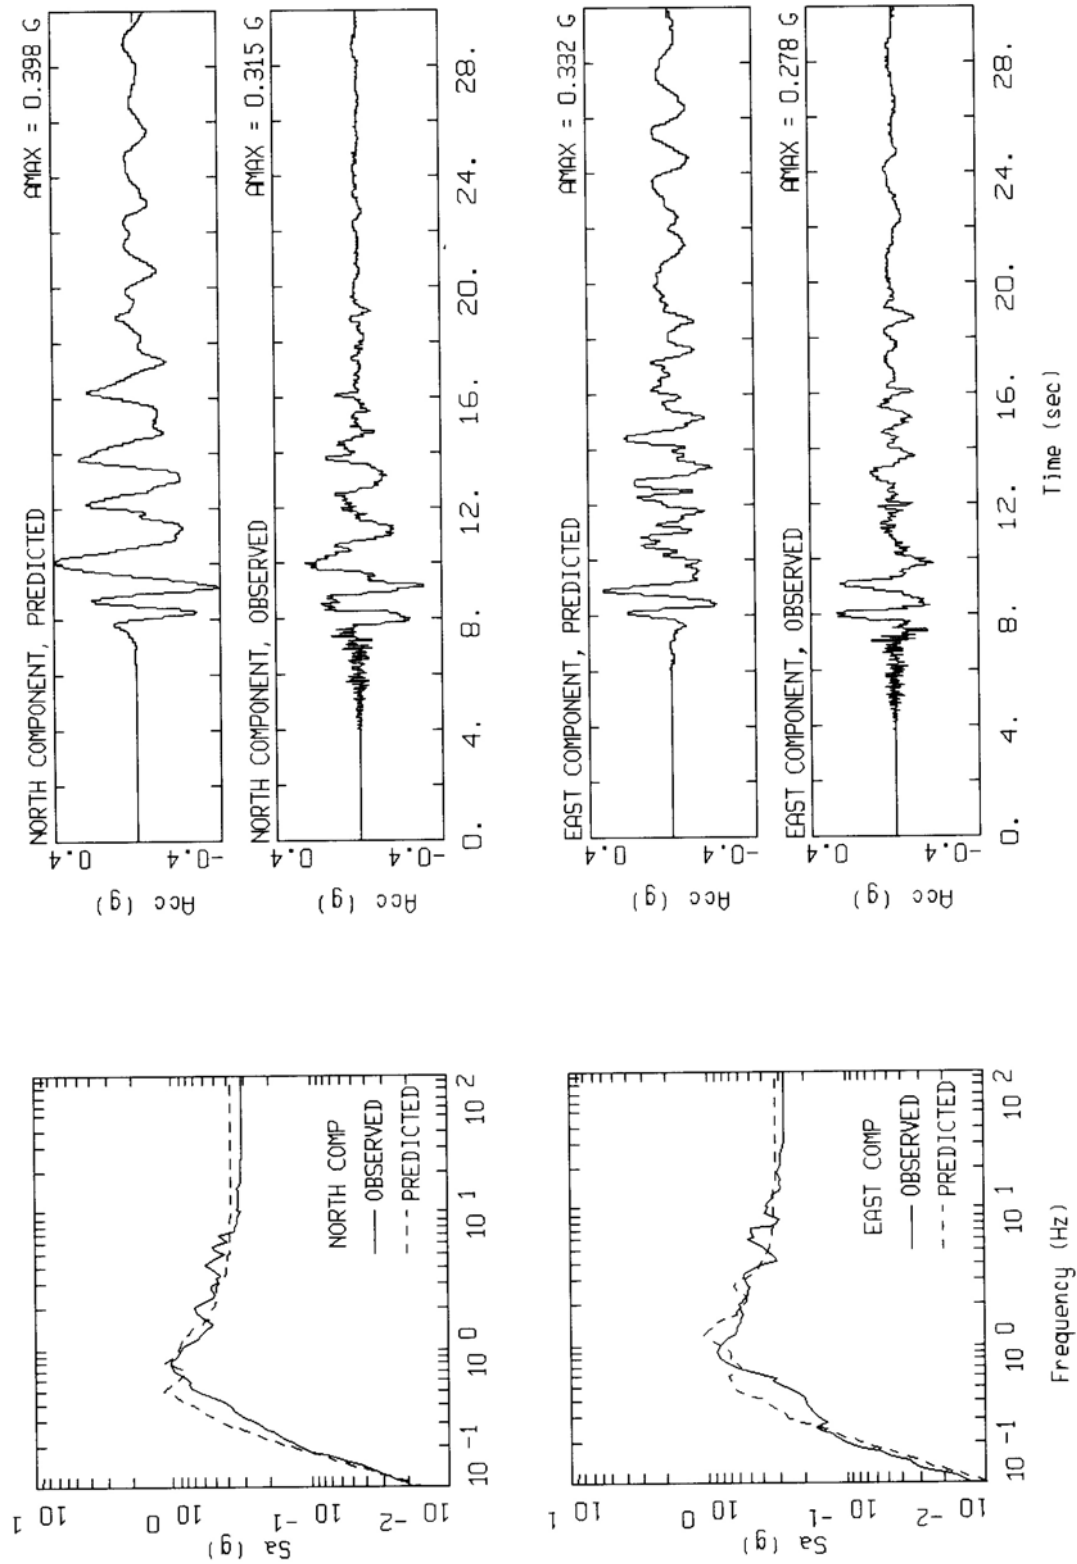 NORTH COMPONENT, PREDICTED
AMAX = 0.398 G
0.4
-0.4
Acc (g)
NORTH COMPONENT, OBSERVED
AMAX = 0.315 G
0.4
-0.4
Acc (g)
0. 4. 8. 12. 16. 20. 24. 28.
EAST COMPONENT, PREDICTED
AMAX = 0.332 G
0.4
-0.4
Acc (g)
EAST COMPONENT, OBSERVED
AMAX = 0.278 G
0.4
-0.4
Acc (g)
0. 4. 8. 12. 16. 20. 24. 28.
Time (sec)
10 1
10 0
10 -1
10 -2
Sa (g)
NORTH COMP
OBSERVED
PREDICTED
10 -1 10 0 10 1 10 2
10 1
10 0
10 -1
10 -2
Sa (g)
EAST COMP
OBSERVED
PREDICTED
10 -1 10 0 10 1 10 2
Frequency (Hz)